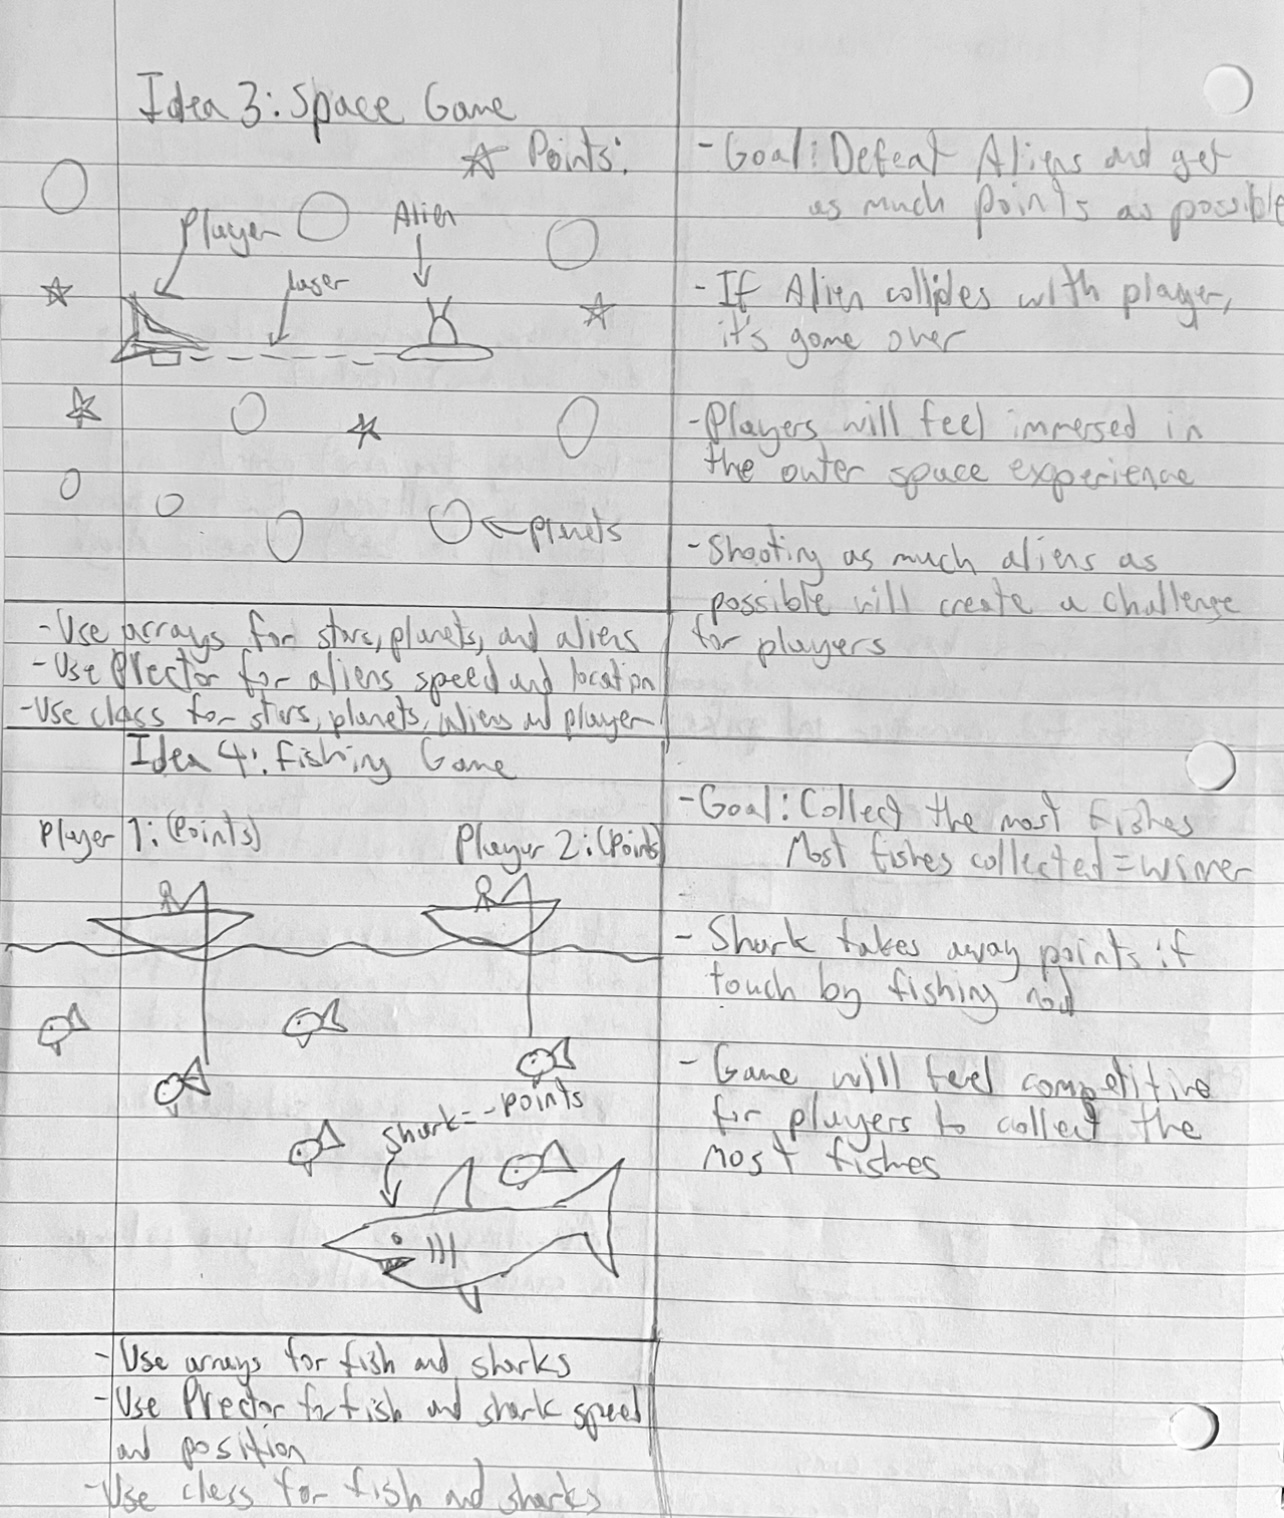 Idea 3: Space Game
☆ Points:
Player
Alien
laser
planets
- Goal: Defeat Aliens and get
as much points as possible
- If Alien collides with player,
it's game over
- Players will feel immersed in
the outer space experience
- Shooting as much aliens as
possible will create a challenge
for players
- Use arrays for stars, planets, and aliens
- Use PVector for aliens speed and location
- Use class for stars, planets, aliens and player
Idea 4: Fishing Game
Player 1: (Points)
Player 2: (Points)
Shark = - points
- Goal: Collect the most fishes
Most fishes collected = winner
-
- Shark takes away points if
touch by fishing rod
- Game will feel competitive
for players to collect the
most fishes
- Use arrays for fish and sharks
- Use PVector for fish and shark speed
and position
- Use class for fish and sharks